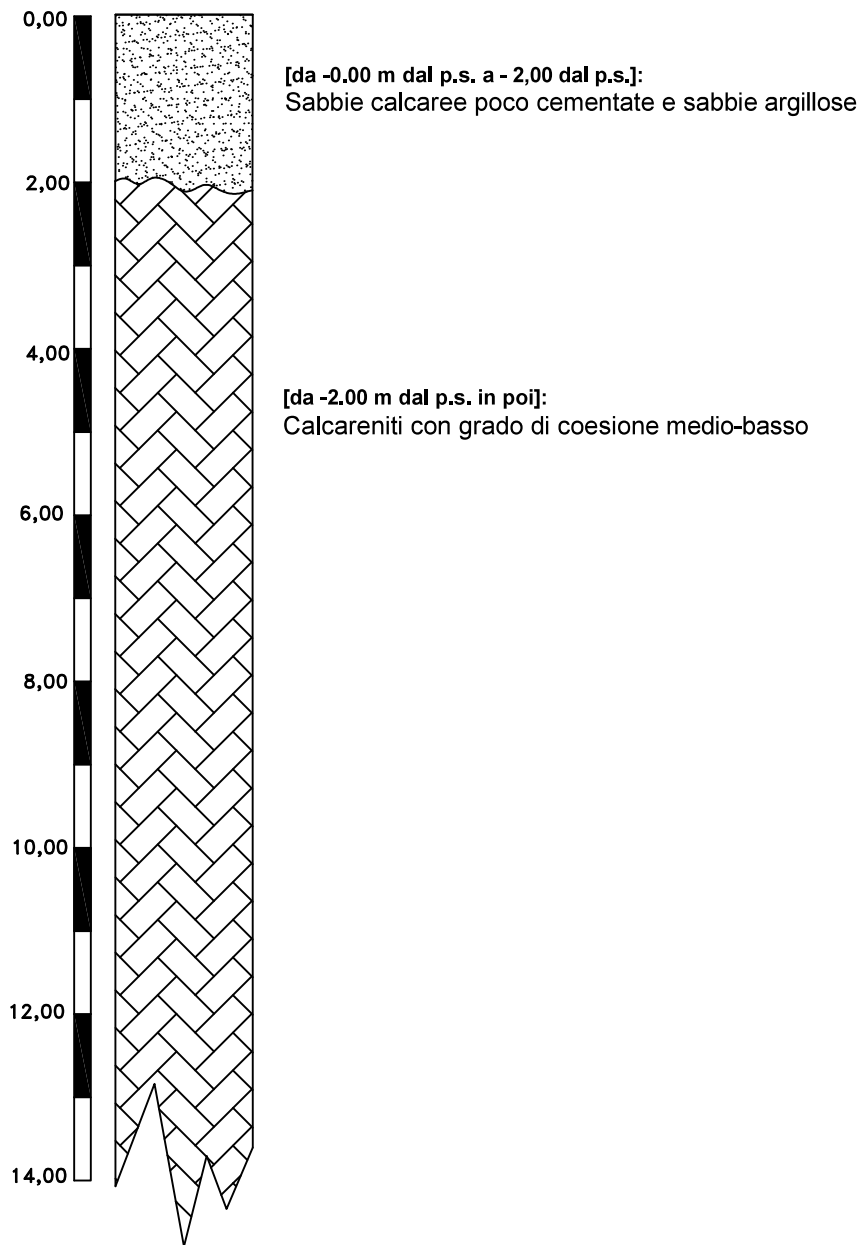 0,00
[da -0.00 m dal p.s. a - 2,00 dal p.s.]:
Sabbie calcaree poco cementate e sabbie argillose
2,00
4,00
[da -2.00 m dal p.s. in poi]:
Calcareniti con grado di coesione medio-basso
6,00
8,00
10,00
12,00
14,00